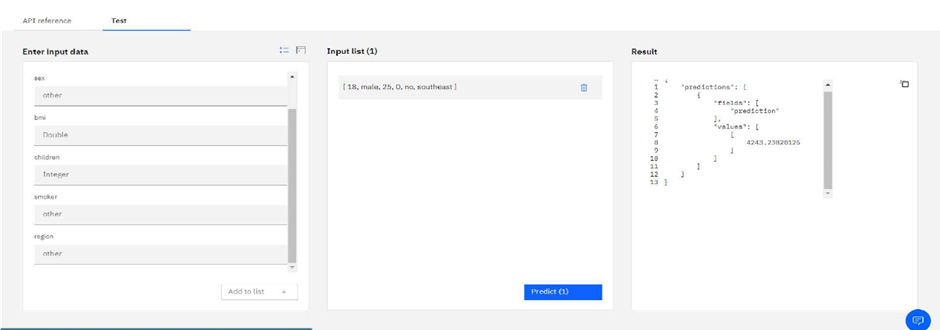 API reference
Test
Enter input data
sex
other
bmi
Double
children
Integer
smoker
other
region
other
Add to list +
Input list (1)
[ 18, male, 25, 0, no, southeast ]
Predict (1)
Result
1 "predictions": [
2 {
3 "fields": [
4 "prediction"
5 ],
6 "values": [
7 [
8 4243.23828125
9 ]
10 ]
11 }
12 ]
13 }